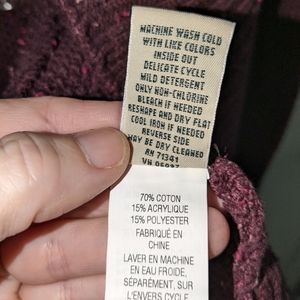 MACHINE WASH COLD
WITH LIKE COLORS
INSIDE OUT
DELICATE CYCLE
MILD DETERGENT
ONLY NON-CHLORINE
BLEACH IF NEEDED
RESHAPE AND DRY FLAT
COOL IRON IF NEEDED
REVERSE SIDE
MAY BE DRY CLEANED
RN 71341
70% COTON
15% ACRYLIQUE
15% POLYESTER
FABRIQUÉ EN
CHINE
LAVER EN MACHINE
EN EAU FROIDE,
SÉPARÉMENT, SUR
L'ENVERS CYCLE